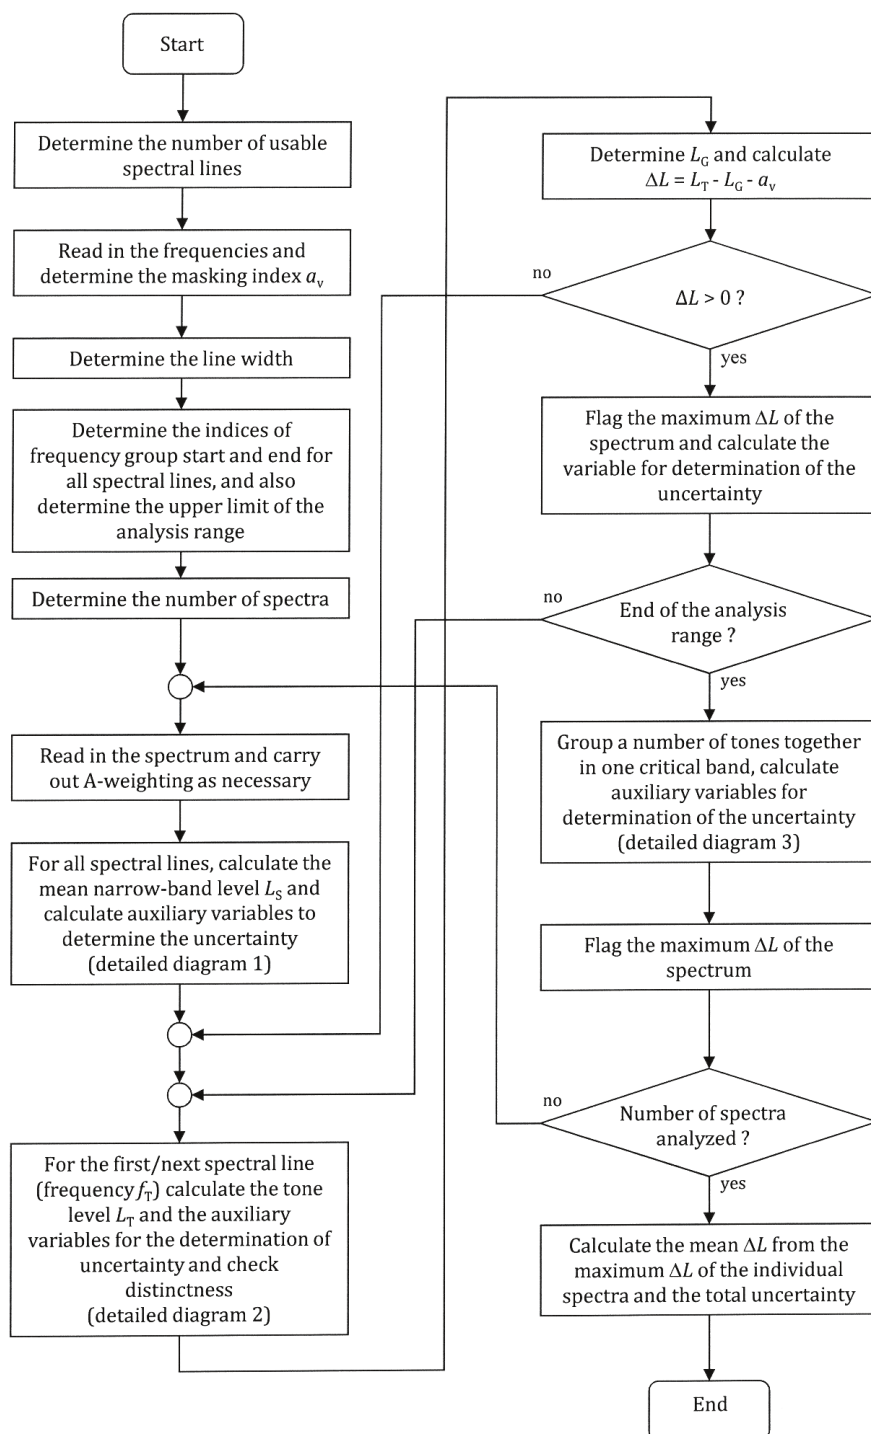 Start
Determine the number of usable
spectral lines
Read in the frequencies and
determine the masking index aᵥ
Determine the line width
Determine the indices of
frequency group start and end for
all spectral lines, and also
determine the upper limit of the
analysis range
Determine the number of spectra
Read in the spectrum and carry
out A-weighting as necessary
For all spectral lines, calculate the
mean narrow-band level L_S and
calculate auxiliary variables to
determine the uncertainty
(detailed diagram 1)
For the first/next spectral line
(frequency f_T) calculate the tone
level L_T and the auxiliary
variables for the determination of
uncertainty and check
distinctness
(detailed diagram 2)
Determine L_G and calculate
ΔL = L_T - L_G - aᵥ
no
ΔL > 0 ?
yes
Flag the maximum ΔL of the
spectrum and calculate the
variable for determination of the
uncertainty
no
End of the analysis
range ?
yes
Group a number of tones together
in one critical band, calculate
auxiliary variables for
determination of the uncertainty
(detailed diagram 3)
Flag the maximum ΔL of the
spectrum
no
Number of spectra
analyzed ?
yes
Calculate the mean ΔL from the
maximum ΔL of the individual
spectra and the total uncertainty
End